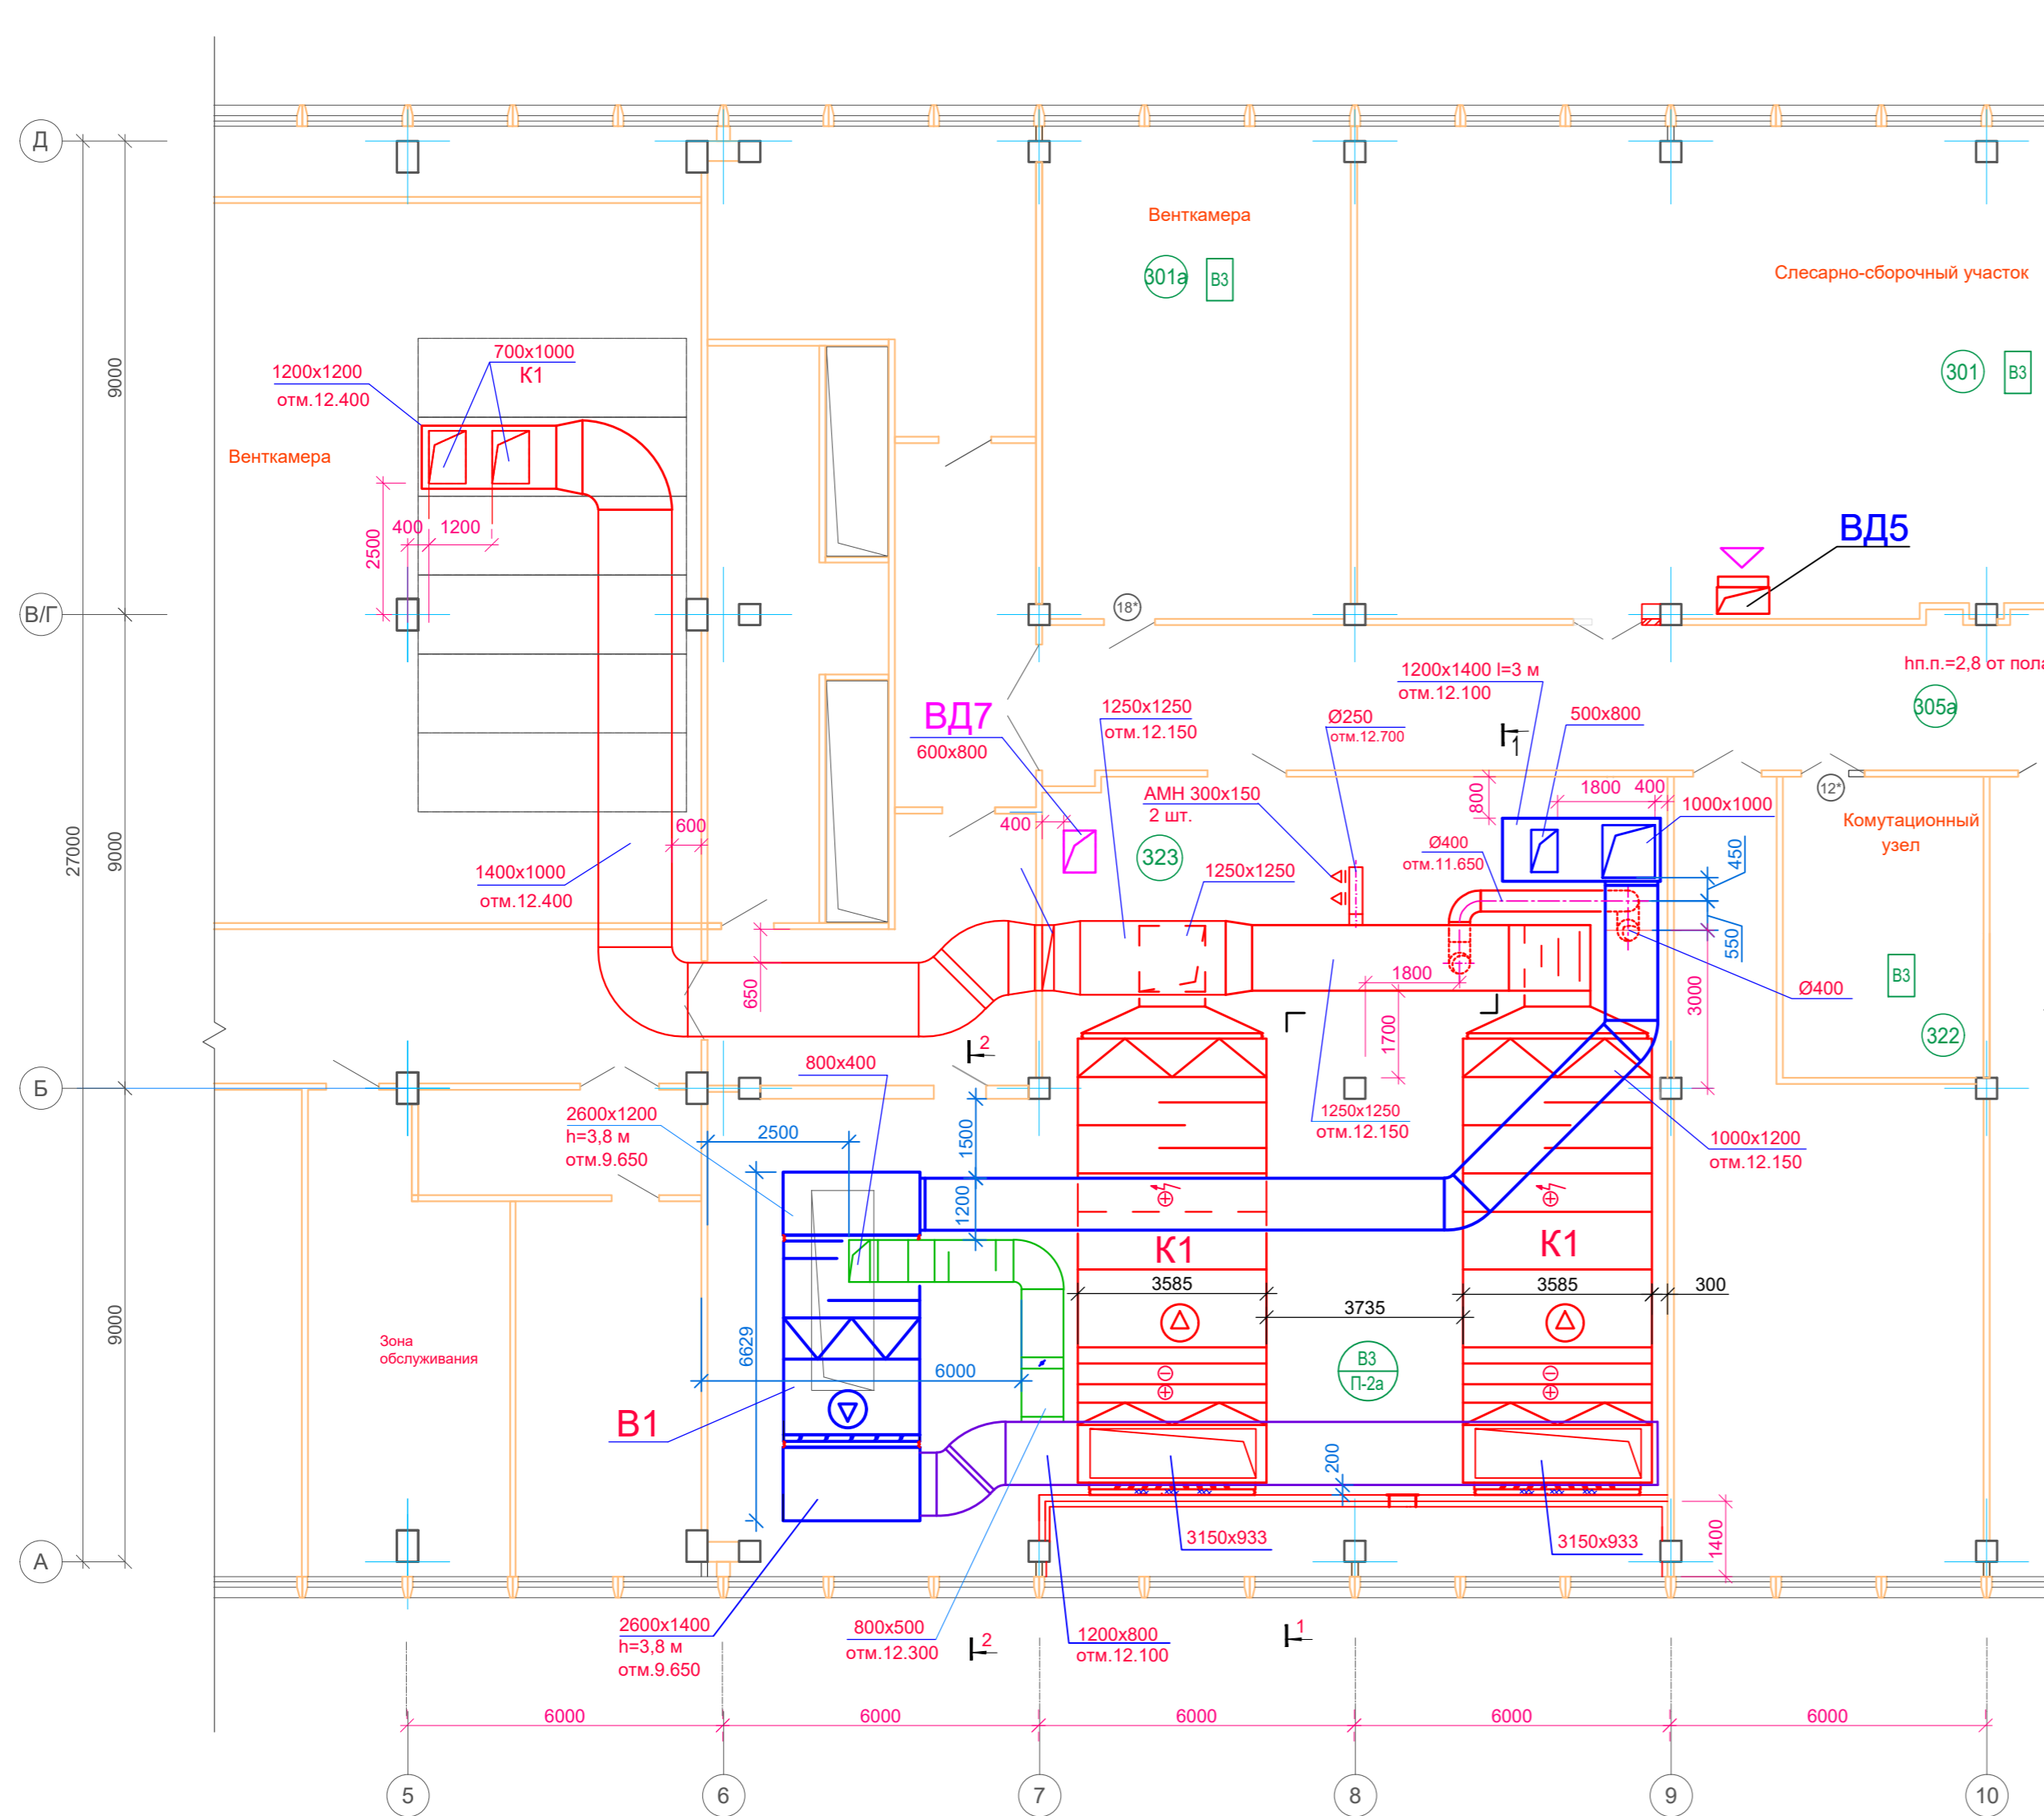 Д
Венткамера
301а
В3
Слесарно-сборочный участок
301
В3
9000
1200х1200
отм.12.400
700х1000
К1
Венткамера
400
1200
2500
ВД5
В/Г
18*
hп.п.=2,8 от пола
305а
1200х1400 l=3 м
отм.12.100
500х800
ВД7
600х800
1250х1250
отм.12.150
Ø250
отм.12.700
1
АМН 300х150
2 шт.
800
1800
400
1000х1000
12*
Комутационный
узел
27000
9000
600
400
323
Ø400
отм.11.650
450
1400х1000
отм.12.400
1250х1250
550
650
1800
3000
Ø400
В3
322
1700
2
800х400
Б
2600х1200
h=3,8 м
отм.9.650
2500
1500
1250х1250
отм.12.150
1000х1200
отм.12.150
1200
К1
К1
3585
3585
300
3735
9000
Зона
обслуживания
6629
6000
В3
П-2а
В1
200
А
3150х933
3150х933
1400
2600х1400
h=3,8 м
отм.9.650
800х500
отм.12.300
2
1200х800
отм.12.100
1
6000
6000
6000
6000
6000
5
6
7
8
9
10